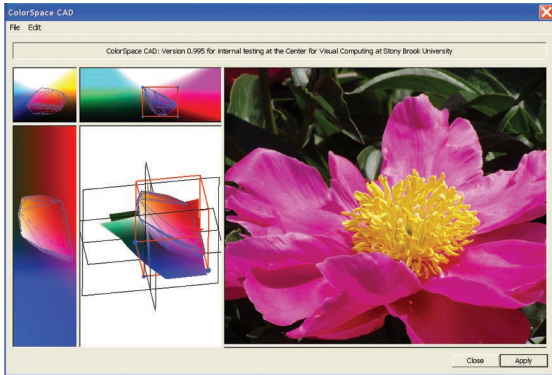 ColorSpace CAD
File Edit
ColorSpace CAD: Version 0.995 for internal testing at the Center for Visual Computing at Stony Brook University
Close Apply